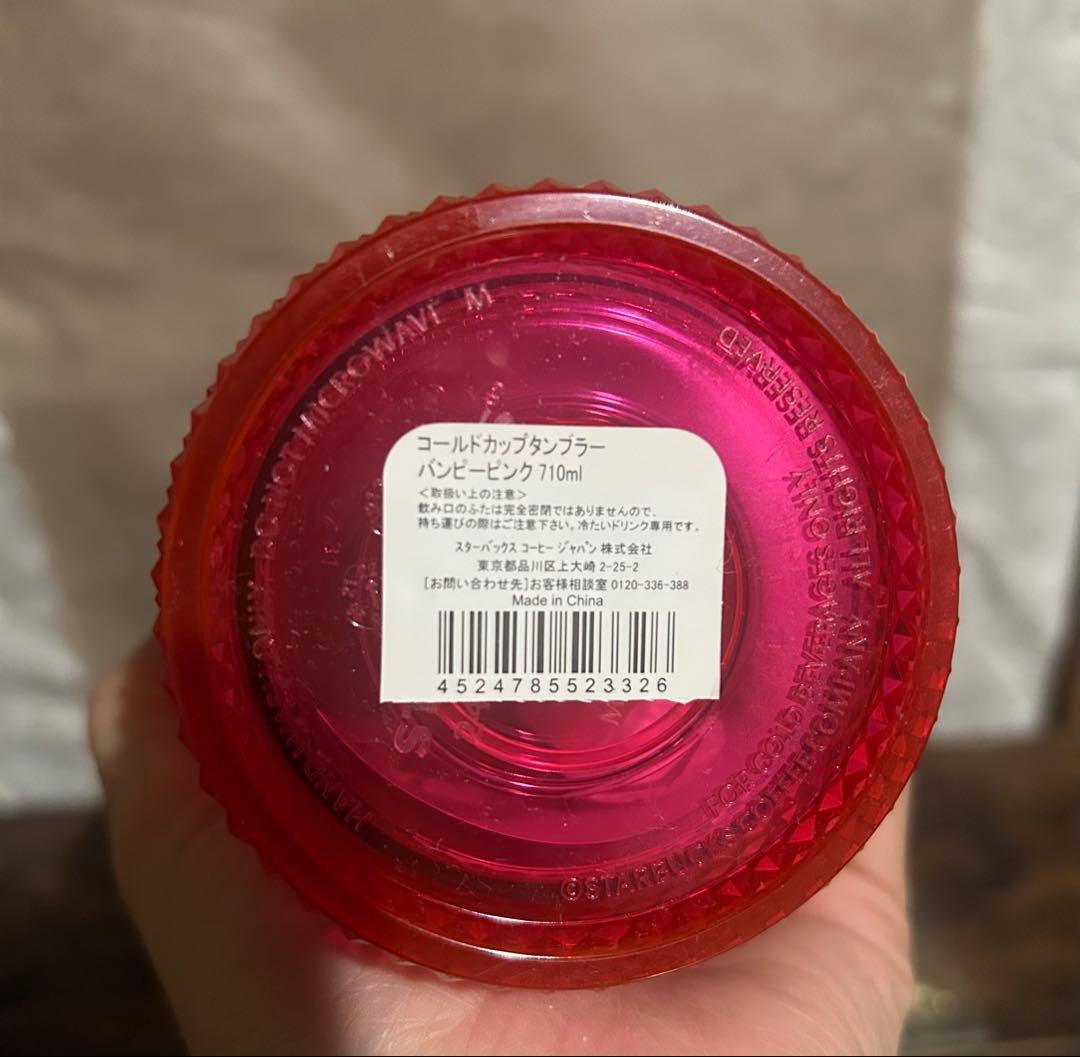 コールドカップタンブラー
バンピーピンク 710ml
＜取扱い上の注意＞
飲み口のふたは完全密閉ではありませんので、
持ち運びの際はご注意下さい。冷たいドリンク専用です。
スターバックス コーヒー ジャパン 株式会社
東京都品川区上大崎 2-25-2
[お問い合わせ先]お客様相談室 0120-336-388
Made in China
4524785523326
FOR COLD BEVERAGES ONLY
©STARBUCKS COFFEE COMPANY ALL RIGHTS RESERVED